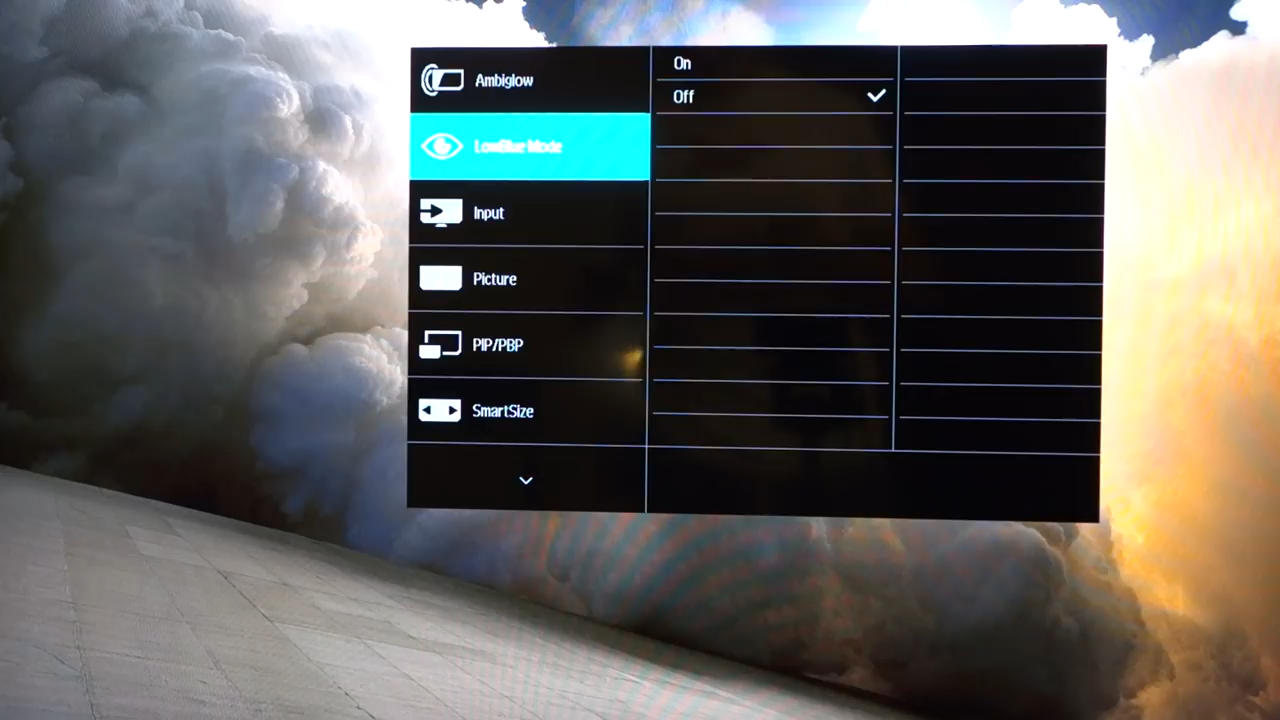 Ambiglow
LowBlue Mode
Input
Picture
PIP/PBP
SmartSize
On
Off